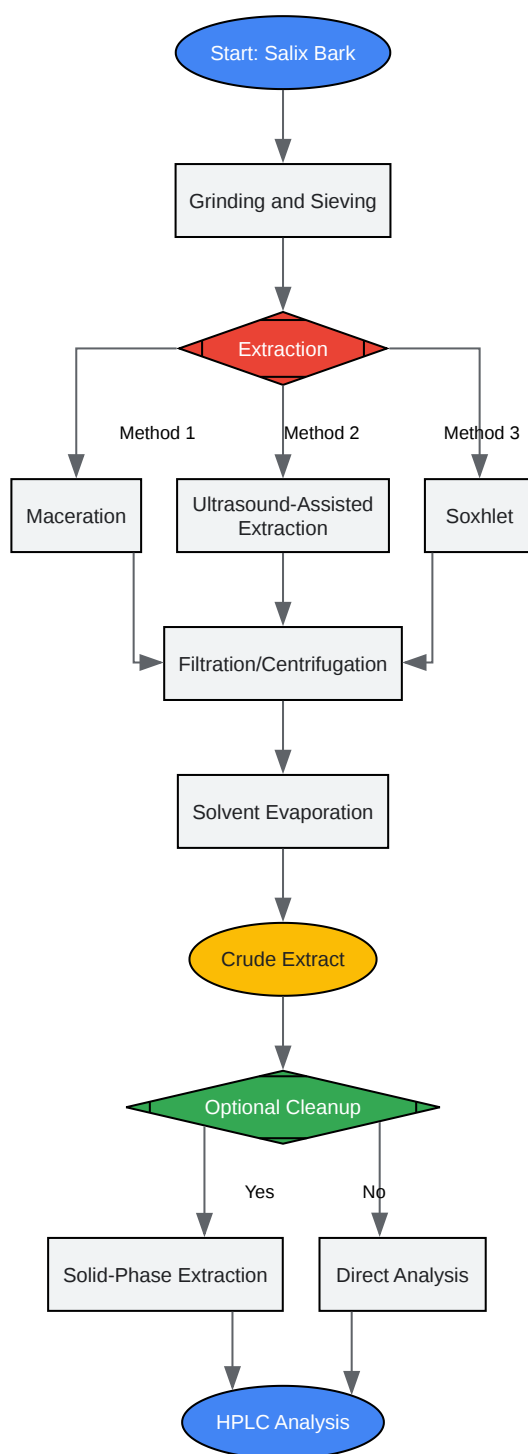 Start: Salix Bark
Grinding and Sieving
Extraction
Method 1
Method 2
Method 3
Maceration
Ultrasound-Assisted
Extraction
Soxhlet
Filtration/Centrifugation
Solvent Evaporation
Crude Extract
Optional Cleanup
Yes
No
Solid-Phase Extraction
Direct Analysis
HPLC Analysis